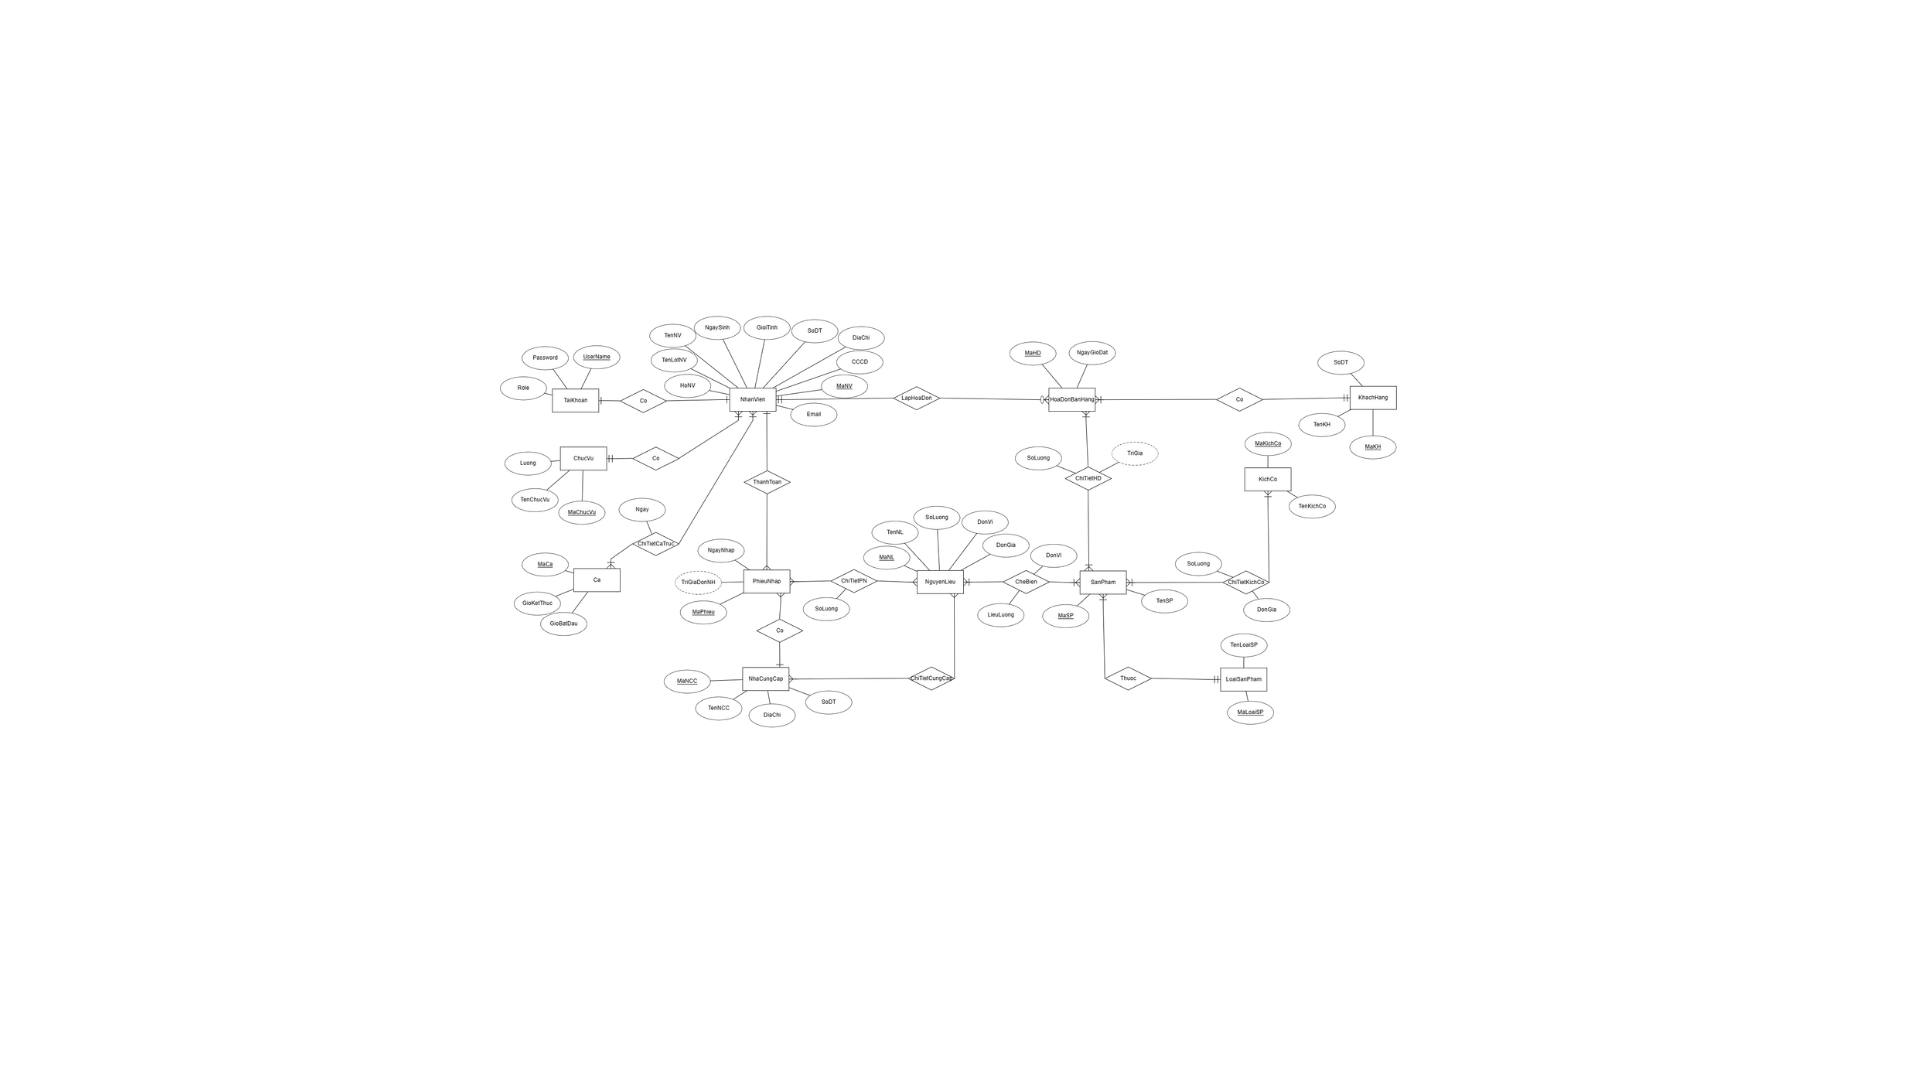 NgaySinh
GioiTinh
SoDT
TenNV
DiaChi
TenLotNV
CCCD
HoNV
MaNV
Email
NhanVien
Password
UserName
Role
TaiKhoan
Co
LapHoaDon
MaHD
NgayGioDat
HoaDonBanHang
Co
SoDT
KhachHang
TenKH
MaKH
ChucVu
Co
Luong
TenChucVu
MaChucVu
ThanhToan
SoLuong
TriGia
ChiTietHD
MaKichCo
KichCo
TenKichCo
Ngay
ChiTietCaTruc
MaCa
Ca
GioKetThuc
GioBatDau
NgayNhap
TriGiaDonNH
PhieuNhap
MaPhieu
ChiTietPN
SoLuong
TenNL
SoLuong
DonVi
MaNL
DonGia
NguyenLieu
DonVi
CheBien
LieuLuong
SanPham
MaSP
TenSP
SoLuong
ChiTietKichCo
DonGia
Co
MaNCC
NhaCungCap
TenNCC
DiaChi
SoDT
ChiTietCungCap
Thuoc
TenLoaiSP
LoaiSanPham
MaLoaiSP